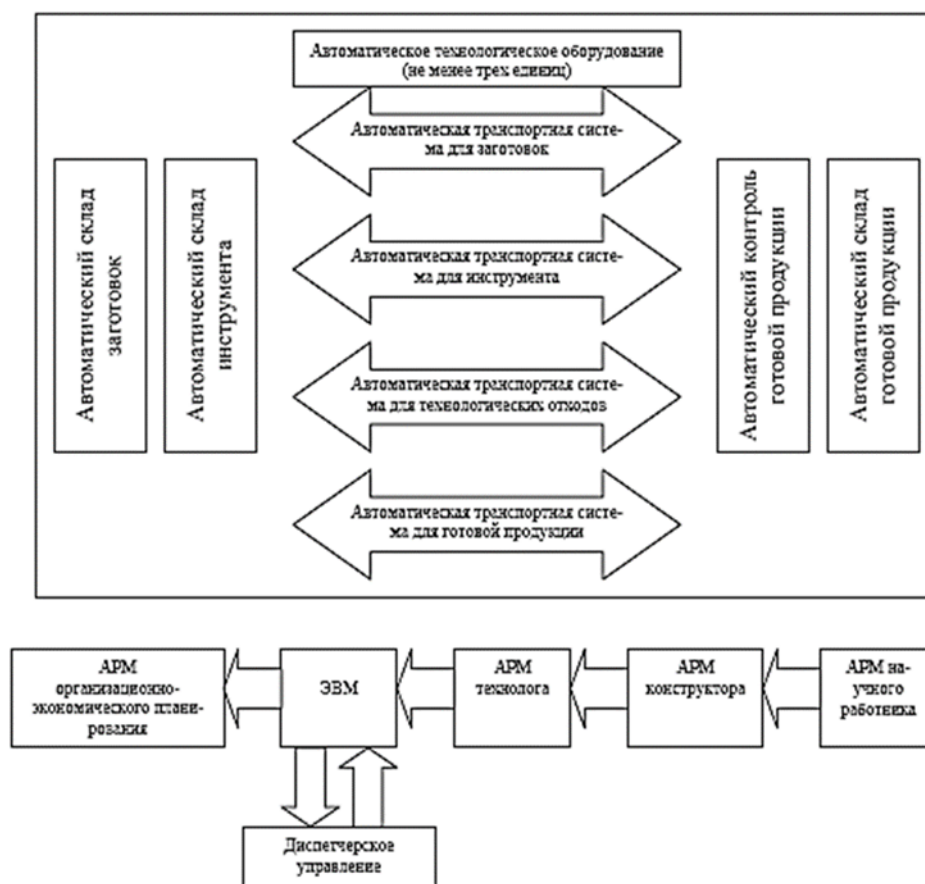 Автоматическое технологическое оборудование
(не менее трех единиц)
Автоматическая транспортная систе-
ма для заготовок
Автоматический склад
заготовок
Автоматический склад
инструмента
Автоматическая транспортная систе-
ма для инструмента
Автоматическая транспортная систе-
ма для технологических отходов
Автоматическая транспортная систе-
ма для готовой продукции
Автоматический контроль
готовой продукции
Автоматический склад
готовой продукции
АРМ
организационно-
экономического плани-
рования
ЭВМ
АРМ
технолога
АРМ
конструктора
АРМ на-
учного
работника
Диспетчерское
управление